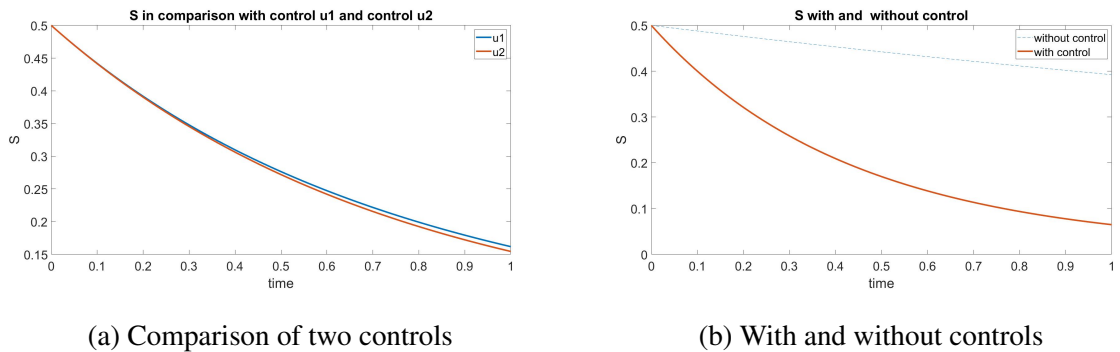 S in comparison with control u1 and control u2
0.5
0.45
0.4
0.35
0.3
0.25
0.2
0.15
S
0 0.1 0.2 0.3 0.4 0.5 0.6 0.7 0.8 0.9 1
time
u1
u2
(a) Comparison of two controls
S with and without control
0.5
0.4
0.3
0.2
0.1
0
S
0 0.1 0.2 0.3 0.4 0.5 0.6 0.7 0.8 0.9 1
time
without control
with control
(b) With and without controls